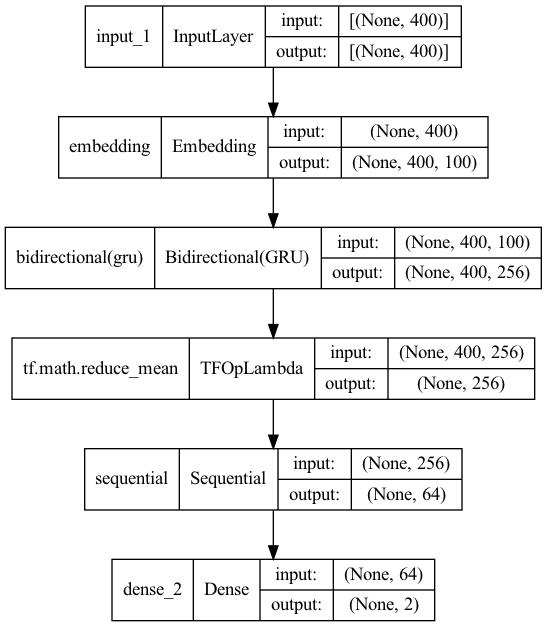 input_1 InputLayer input: [(None, 400)]
output: [(None, 400)]
embedding Embedding input: (None, 400)
output: (None, 400, 100)
bidirectional(gru) Bidirectional(GRU) input: (None, 400, 100)
output: (None, 400, 256)
tf.math.reduce_mean TFOpLambda input: (None, 400, 256)
output: (None, 256)
sequential Sequential input: (None, 256)
output: (None, 64)
dense_2 Dense input: (None, 64)
output: (None, 2)